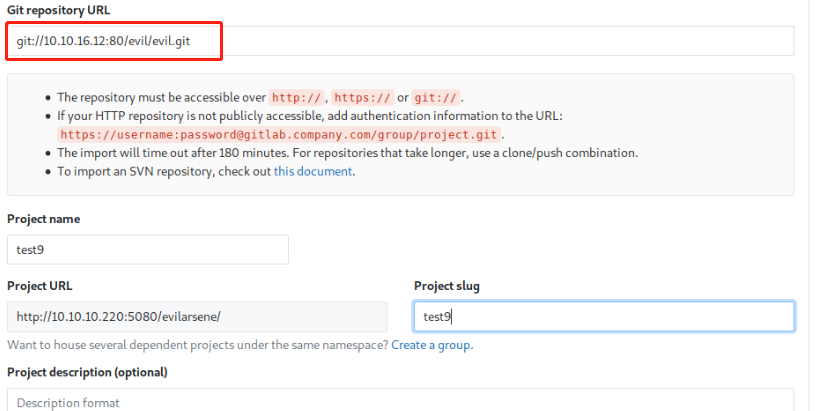 Git repository URL
git://10.10.16.12:80/evil/evil.git
The repository must be accessible over http://, https:// or git://.
If your HTTP repository is not publicly accessible, add authentication information to the URL:
https://username:password@gitlab.company.com/group/project.git.
The import will time out after 180 minutes. For repositories that take longer, use a clone/push combination.
To import an SVN repository, check out this document.
Project name
test9
Project URL
Project slug
http://10.10.10.220:5080/evilarsene/
test9
Want to house several dependent projects under the same namespace? Create a group.
Project description (optional)
Description format